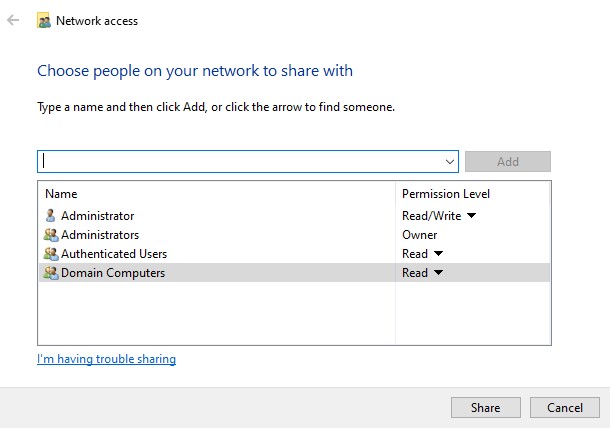 Network access
Choose people on your network to share with
Type a name and then click Add, or click the arrow to find someone.
Add
Name Permission Level
Administrator Read/Write
Administrators Owner
Authenticated Users Read
Domain Computers Read
I'm having trouble sharing
Share Cancel